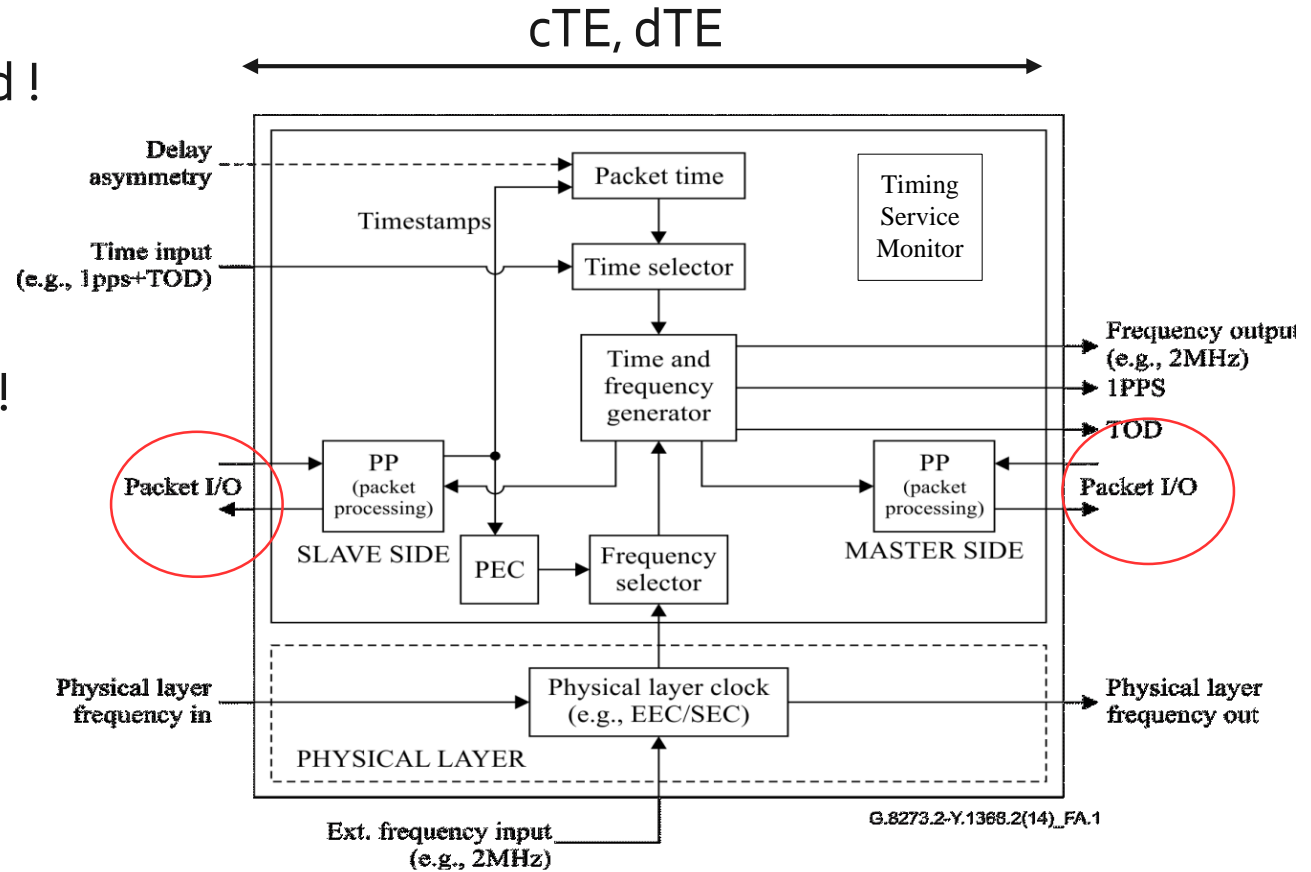 cTE, dTE
d !
!
Delay
asymmetry
Packet time
Timing
Service
Monitor
Timestamps
Time input
(e.g., 1pps+TOD)
Time selector
Time and
frequency
generator
Frequency output
(e.g., 2MHz)
1PPS
TOD
PP
(packet
processing)
Packet I/O
SLAVE SIDE
PP
(packet
processing)
Packet I/O
MASTER SIDE
PEC
Frequency
selector
Physical layer
frequency in
Physical layer clock
(e.g., EEC/SEC)
Physical layer
frequency out
PHYSICAL LAYER
Ext. frequency input
(e.g., 2MHz)
G.8273.2-Y.1368.2(14)_FA.1